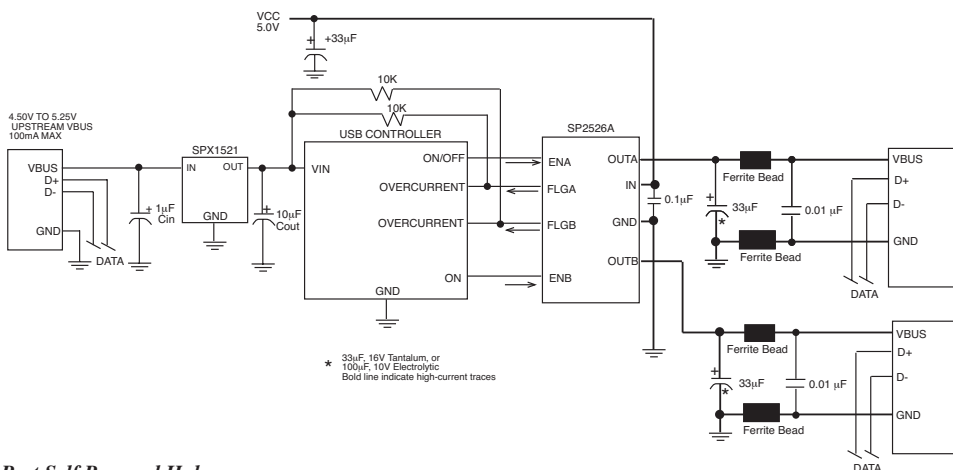 VCC
5.0V
+
+33µF
10K
10K
4.50V TO 5.25V
UPSTREAM VBUS
100mA MAX
USB CONTROLLER
SP2526A
SPX1521
VBUS
D+
D-
GND
DATA
+ 1µF
Cin
IN
OUT
GND
+
10µF
Cout
VIN
ON/OFF
OVERCURRENT
OVERCURRENT
ON
GND
ENA
FLGA
FLGB
ENB
OUTA
IN
GND
OUTB
0.1µF
Ferrite Bead
+
33µF
*
0.01 µF
Ferrite Bead
VBUS
D+
D-
GND
DATA
Ferrite Bead
+
33µF
*
0.01 µF
Ferrite Bead
VBUS
D+
D-
GND
DATA
* 33µF, 16V Tantalum, or
100µF, 10V Electrolytic
Bold line indicate high-current traces